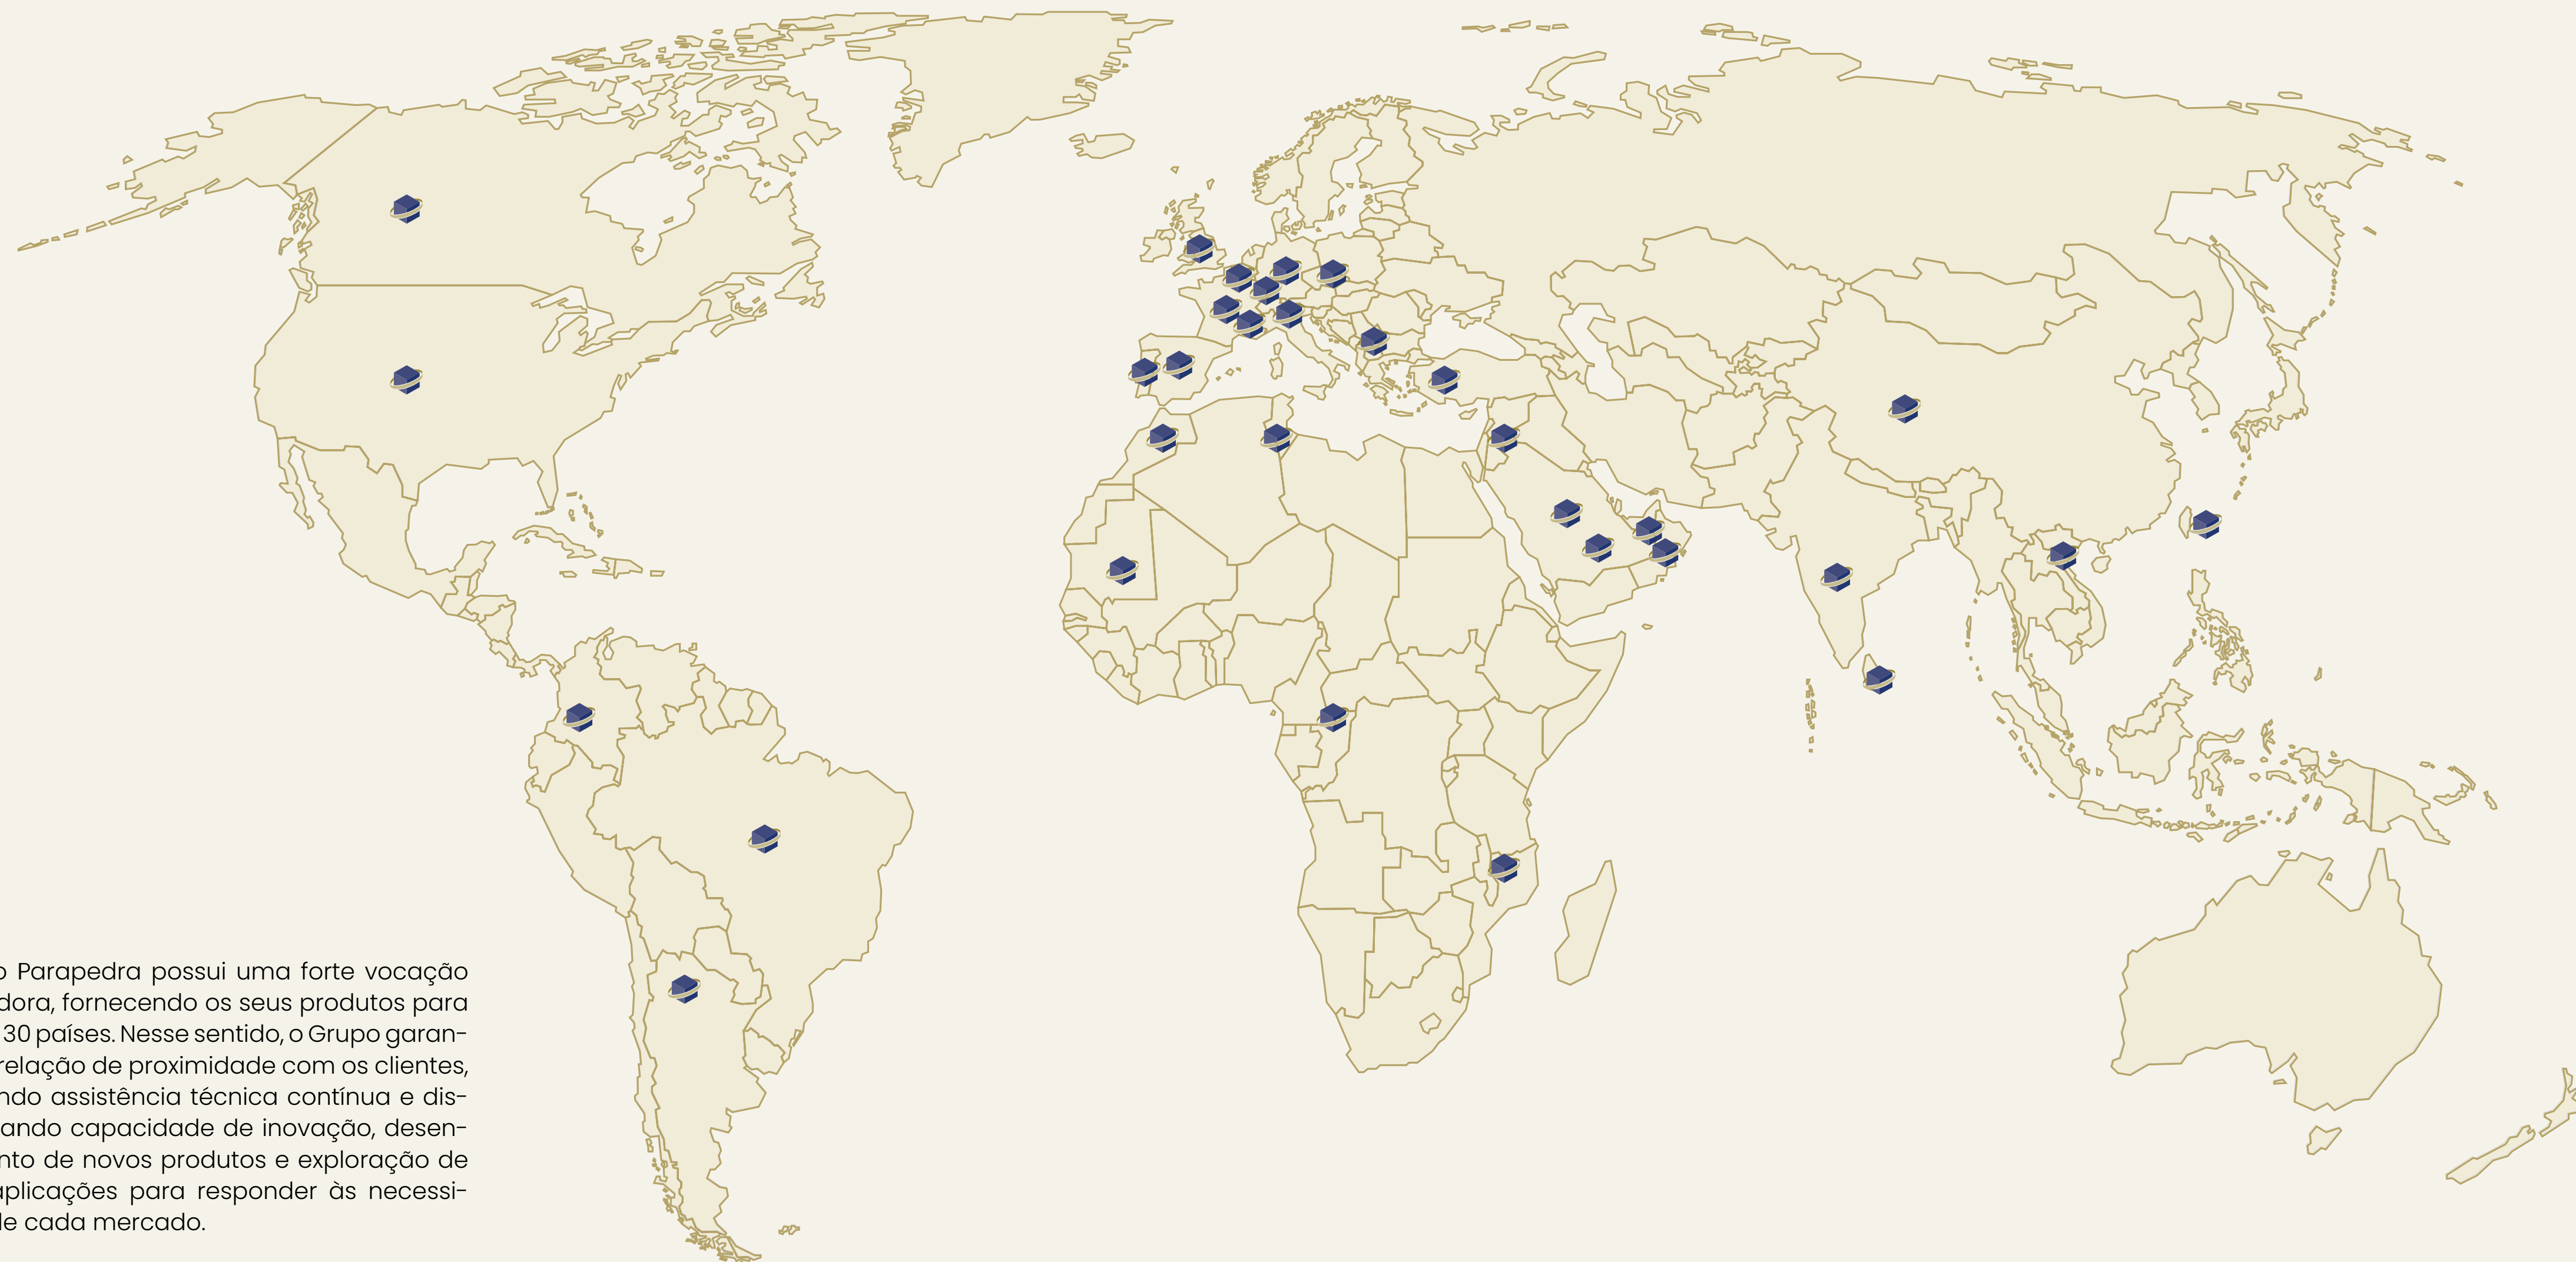 o Parapedra possui uma forte vocação
dora, fornecendo os seus produtos para
30 países. Nesse sentido, o Grupo garan-
relação de proximidade com os clientes,
ndo assistência técnica contínua e dis-
ando capacidade de inovação, desen-
nto de novos produtos e exploração de
aplicações para responder às necessi-
de cada mercado.